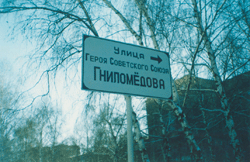 Улица
Героя Советского Союза
Гнипомёдова